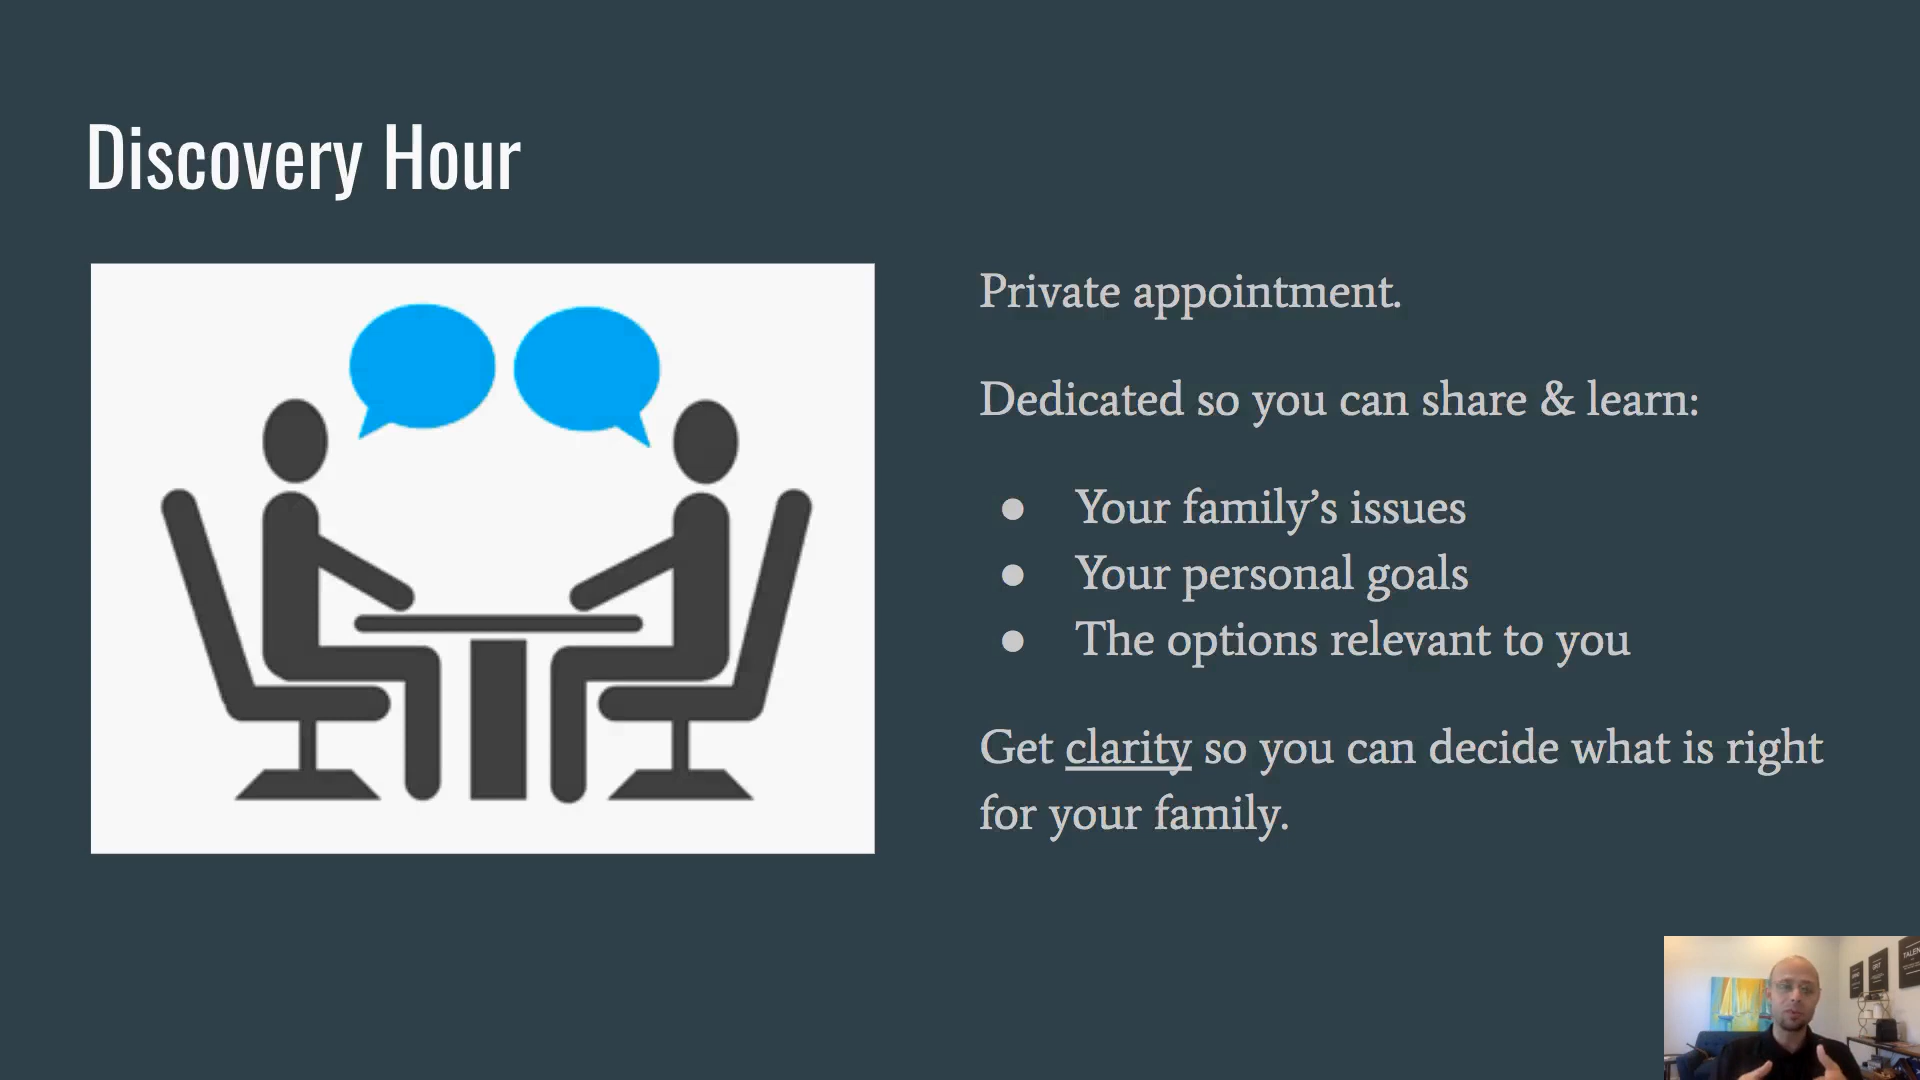 Discovery Hour
Private appointment.
Dedicated so you can share & learn:
● Your family’s issues
● Your personal goals
● The options relevant to you
Get clarity so you can decide what is right
for your family.
GRIT